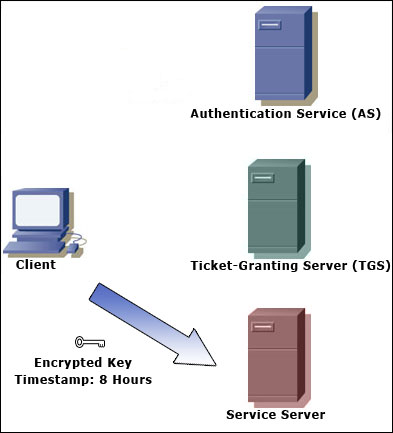 Authentication Service (AS)
Client
Ticket-Granting Server (TGS)
Encrypted Key
Timestamp: 8 Hours
Service Server